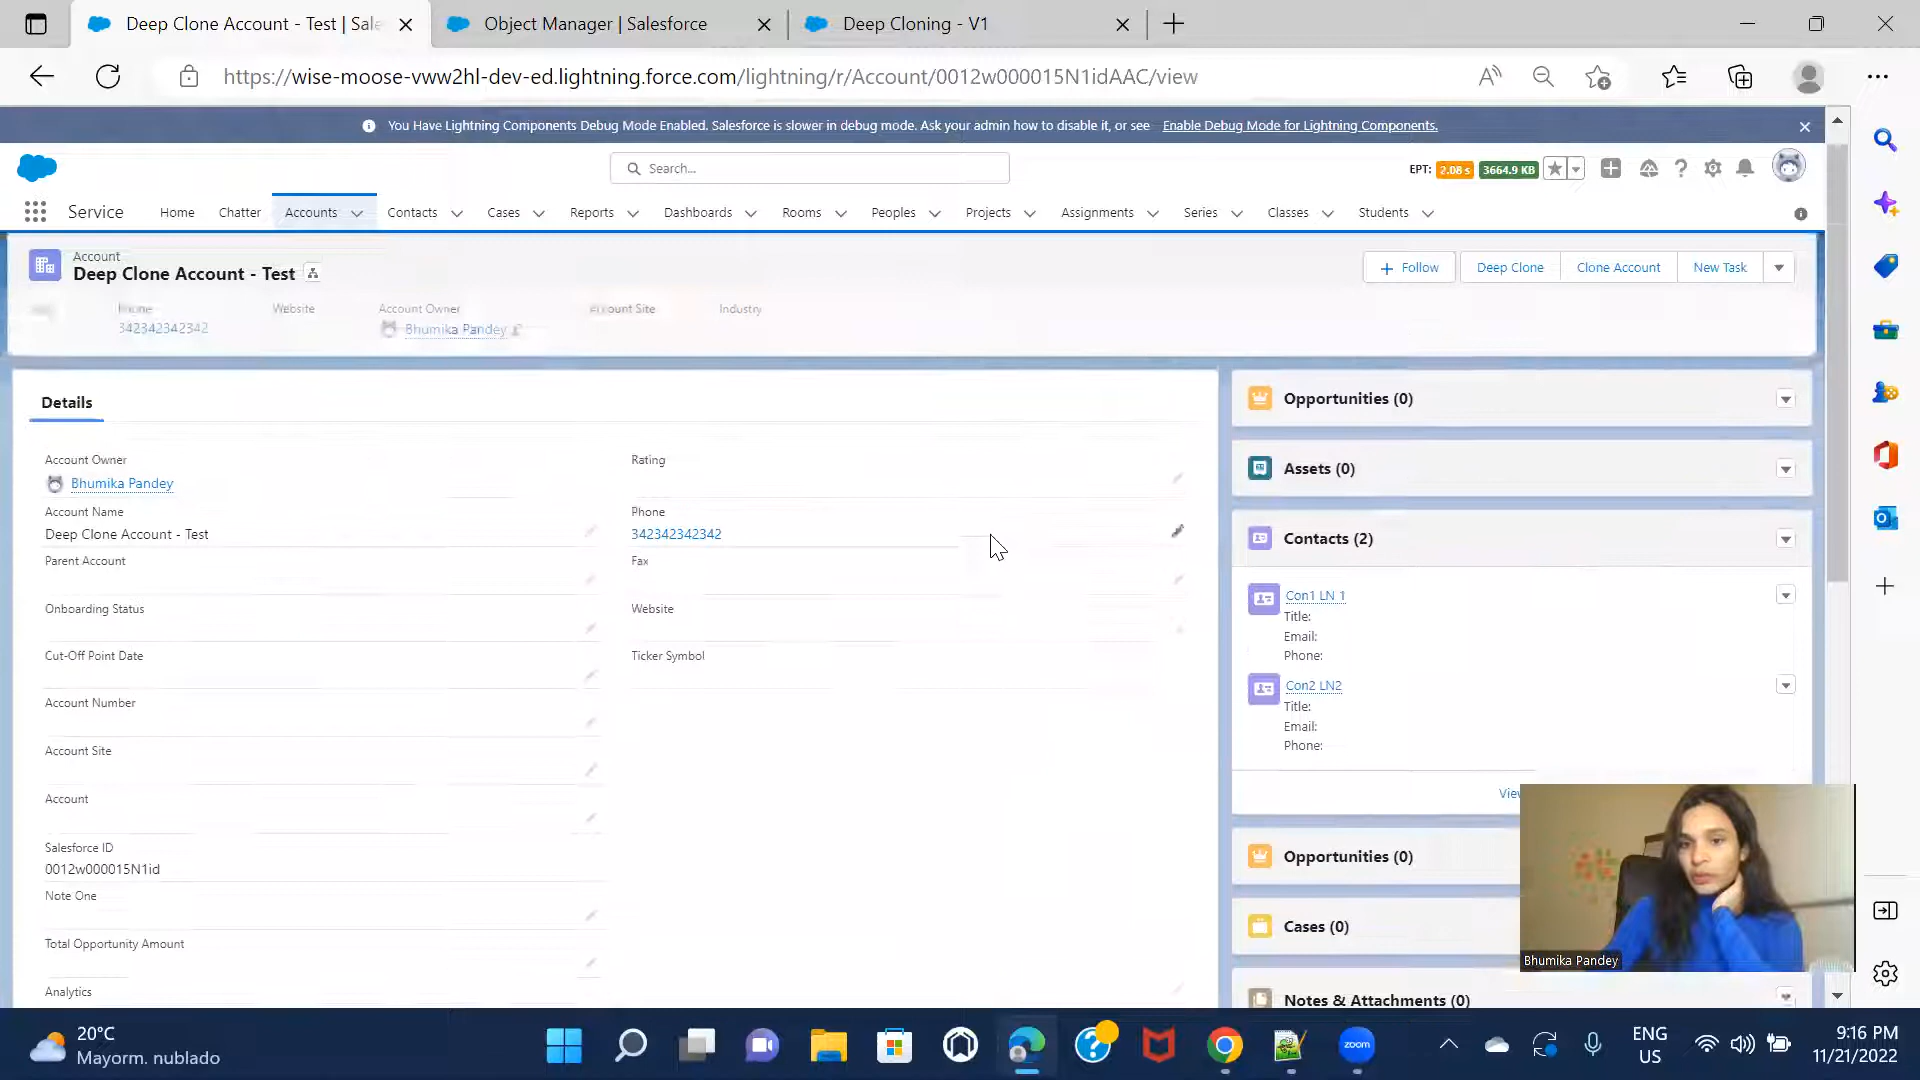 Deep Clone Account - Test | Sale
Object Manager | Salesforce
Deep Cloning - V1
https://wise-moose-vww2hl-dev-ed.lightning.force.com/lightning/r/Account/0012w000015N1idAAC/view
You Have Lightning Components Debug Mode Enabled. Salesforce is slower in debug mode. Ask your admin how to disable it, or see Enable Debug Mode for Lightning Components.
Search...
EPT: 2.08 s 3664.9 KB
Service
Home
Chatter
Accounts
Contacts
Cases
Reports
Dashboards
Rooms
Peoples
Projects
Assignments
Series
Classes
Students
Account
Deep Clone Account - Test
Follow
Deep Clone
Clone Account
New Task
Phone
Website
Account Owner
Account Site
Industry
342342342342
Bhumika Pandey
Details
Account Owner
Bhumika Pandey
Rating
Account Name
Deep Clone Account - Test
Phone
342342342342
Parent Account
Fax
Onboarding Status
Website
Cut-Off Point Date
Ticker Symbol
Account Number
Account Site
Account
Salesforce ID
0012w000015N1id
Note One
Total Opportunity Amount
Analytics
Opportunities (0)
Assets (0)
Contacts (2)
Con1 LN 1
Title:
Email:
Phone:
Con2 LN2
Title:
Email:
Phone:
Opportunities (0)
Cases (0)
Notes & Attachments (0)
Bhumika Pandey
20°C
Mayorm. nublado
zoom
ENG
US
9:16 PM
11/21/2022